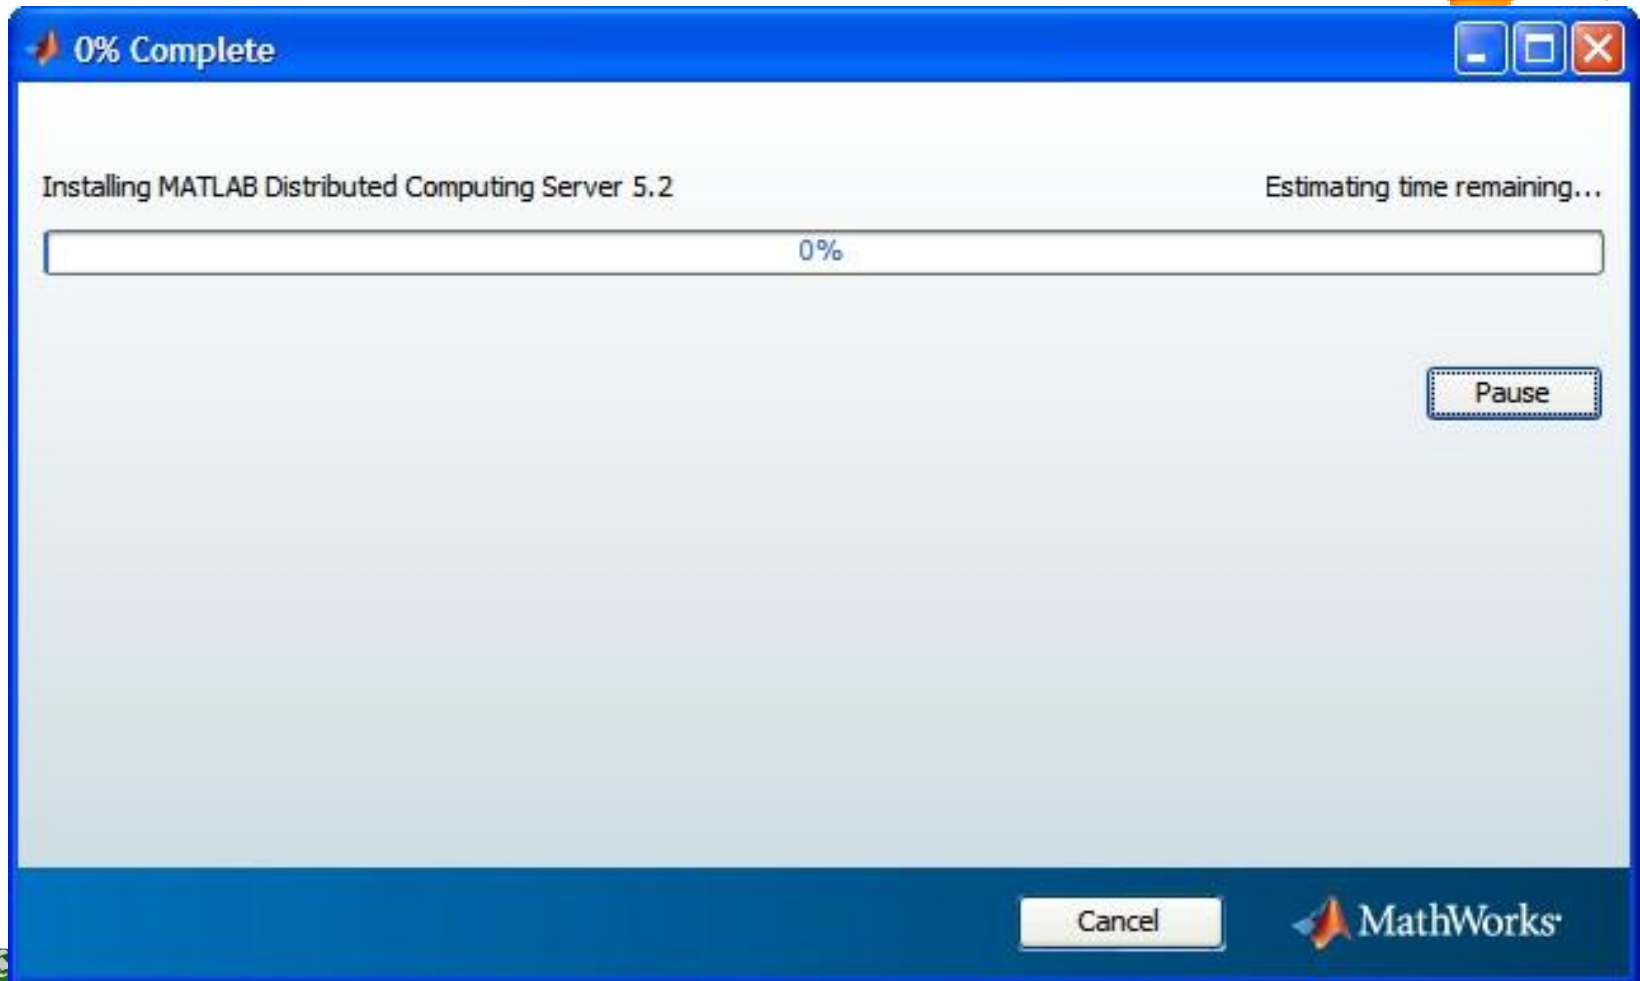 0% Complete
Installing MATLAB Distributed Computing Server 5.2
Estimating time remaining...
0%
Pause
Cancel
MathWorks